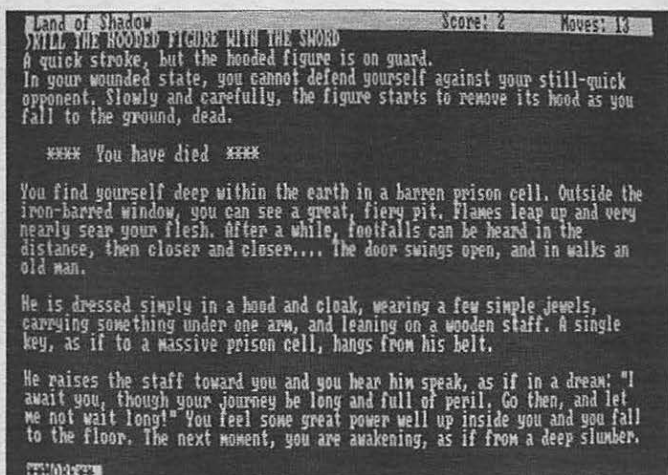 Land of Shadow Score: 2 Moves: 13
>KILL THE HOODED FIGURE WITH THE SWORD
A quick stroke, but the hooded figure is on guard.
In your wounded state, you cannot defend yourself against your still-quick
opponent. Slowly and carefully, the figure starts to remove its hood as you
fall to the ground, dead.
**** You have died ****
You find yourself deep within the earth in a barren prison cell. Outside the
iron-barred window, you can see a great, fiery pit. Flames leap up and very
nearly sear your flesh. After a while, footfalls can be heard in the
distance, then closer and closer.... The door swings open, and in walks an
old man.
He is dressed simply in a hood and cloak, wearing a few simple jewels,
carrying something under one arm, and leaning on a wooden staff. A single
key, as if to a massive prison cell, hangs from his belt.
He raises the staff toward you and you hear him speak, as if in a dream: "I
await you, though your journey be long and full of peril. Go then, and let
me not wait long!" You feel some great power well up inside you and you fall
to the floor. The next moment, you are awakening, as if from a deep slumber.
**MORE**